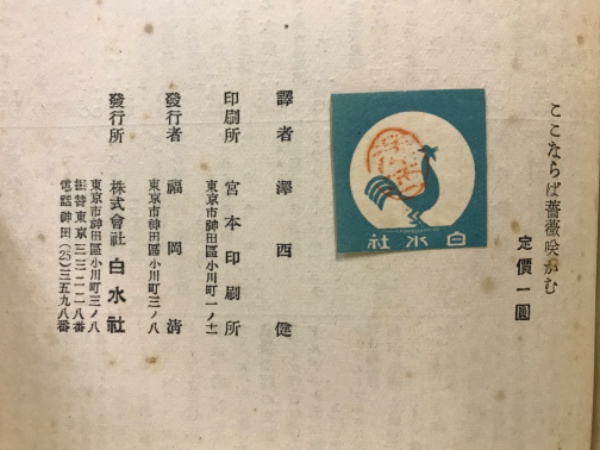 ここならば薔薇咲かむ
定價一圓
白水社
譯者 澤西健
印刷所 宮本印刷所
東京市神田區小川町一ノ十二
發行者 福岡清
東京市神田區小川町三ノ八
發行所 株式會社 白水社
東京市神田區小川町三ノ八
振替東京三三二二八番
電話神田(25)三五九八番